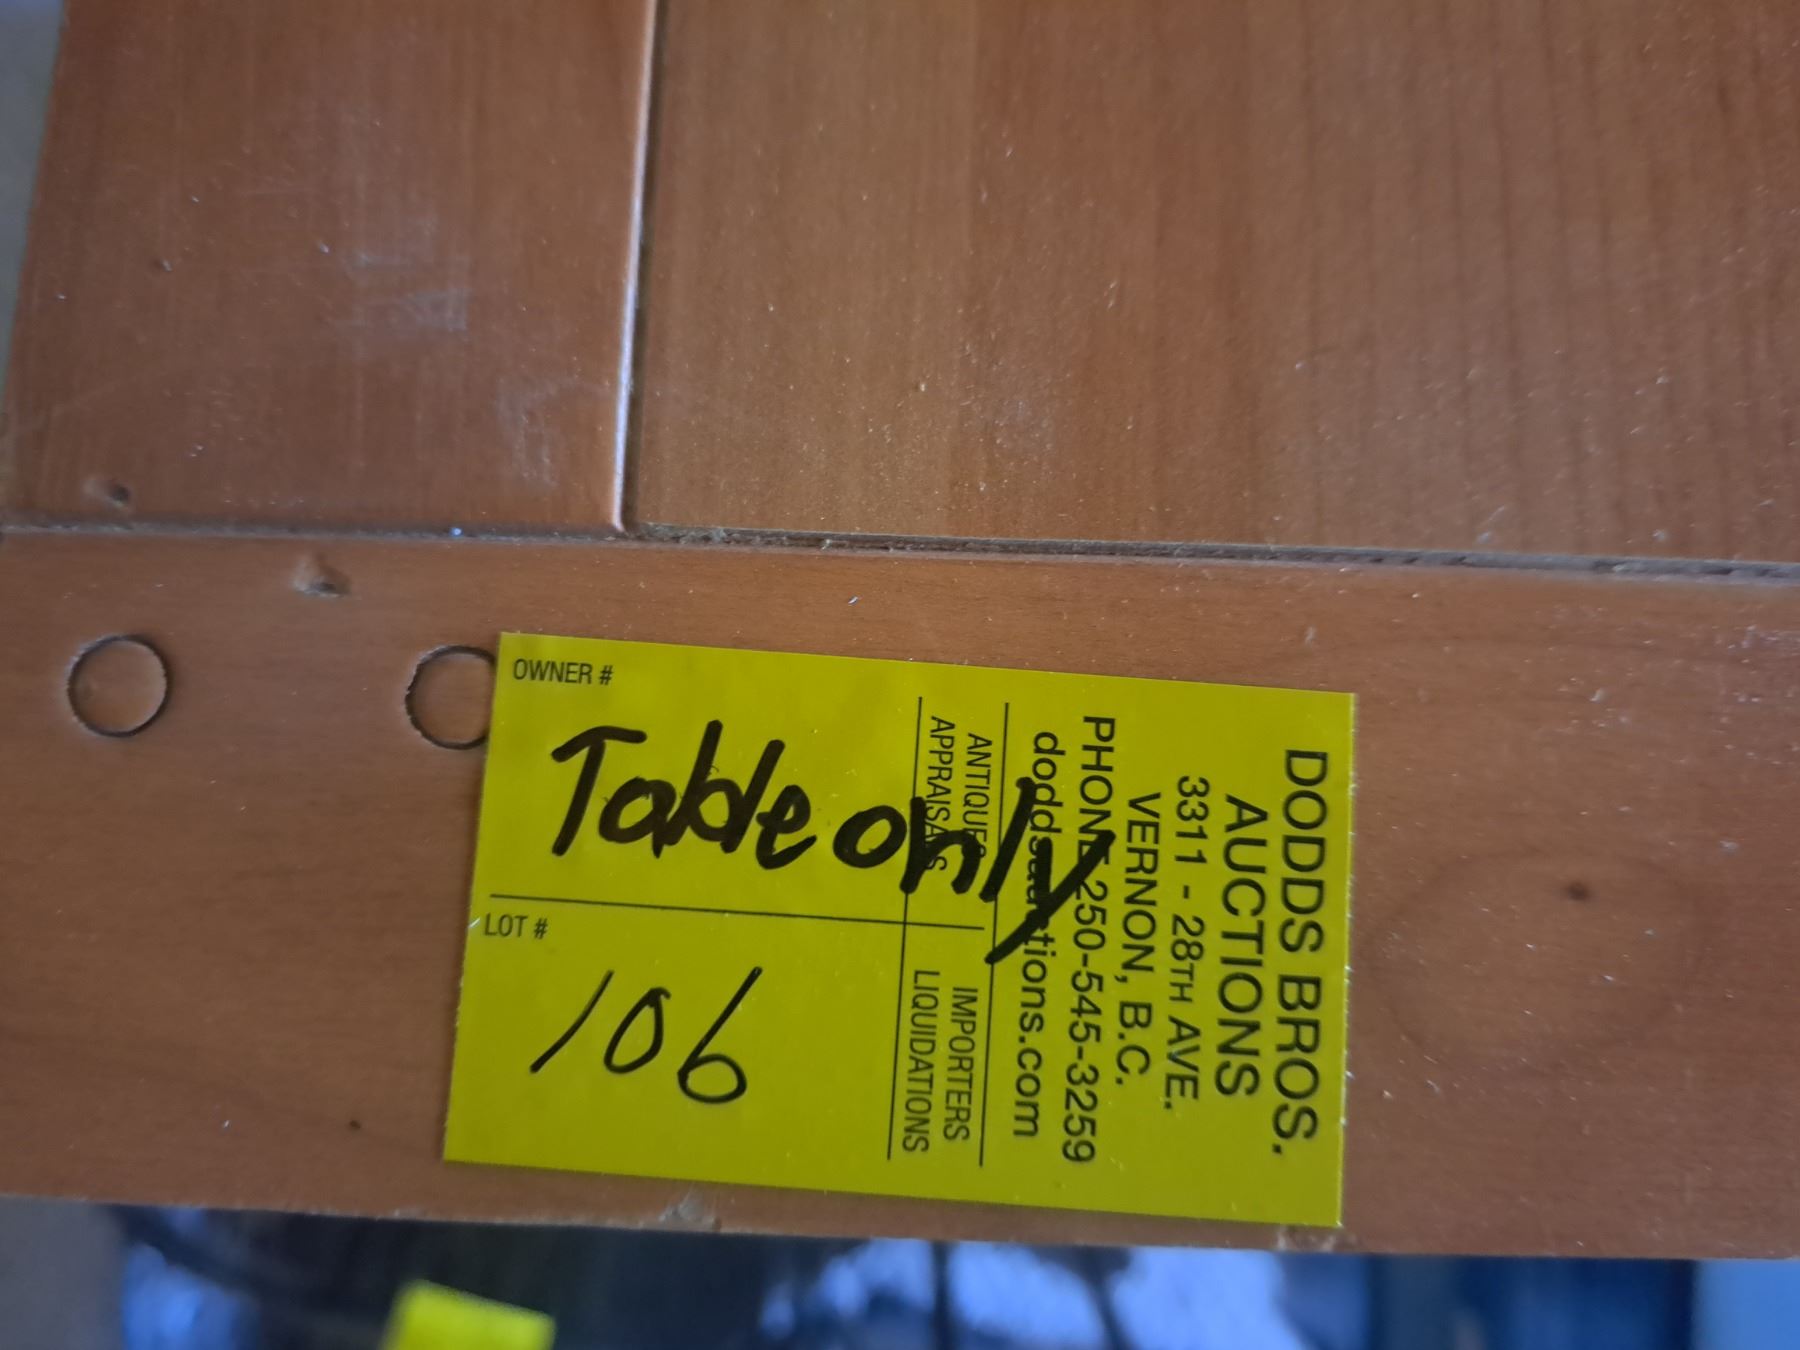 OWNER #
Table only
LOT #
106
DODDS BROS.
AUCTIONS
3311 - 28TH AVE.
VERNON, B.C.
PHONE 250-545-3259
doddsauctions.com
ANTIQUES
APPRAISALS
IMPORTERS
LIQUIDATIONS